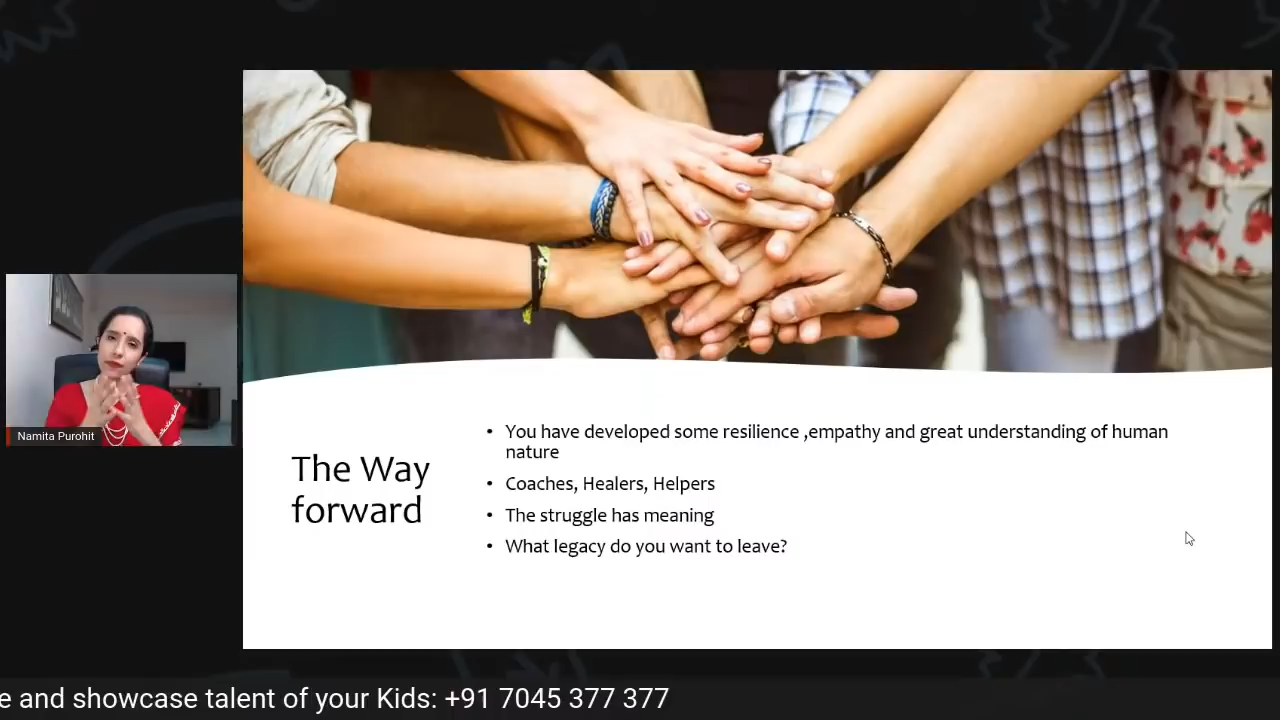 Namita Purohit
The Way
forward
• You have developed some resilience ,empathy and great understanding of human
nature
• Coaches, Healers, Helpers
• The struggle has meaning
• What legacy do you want to leave?
e and showcase talent of your Kids: +91 7045 377 377